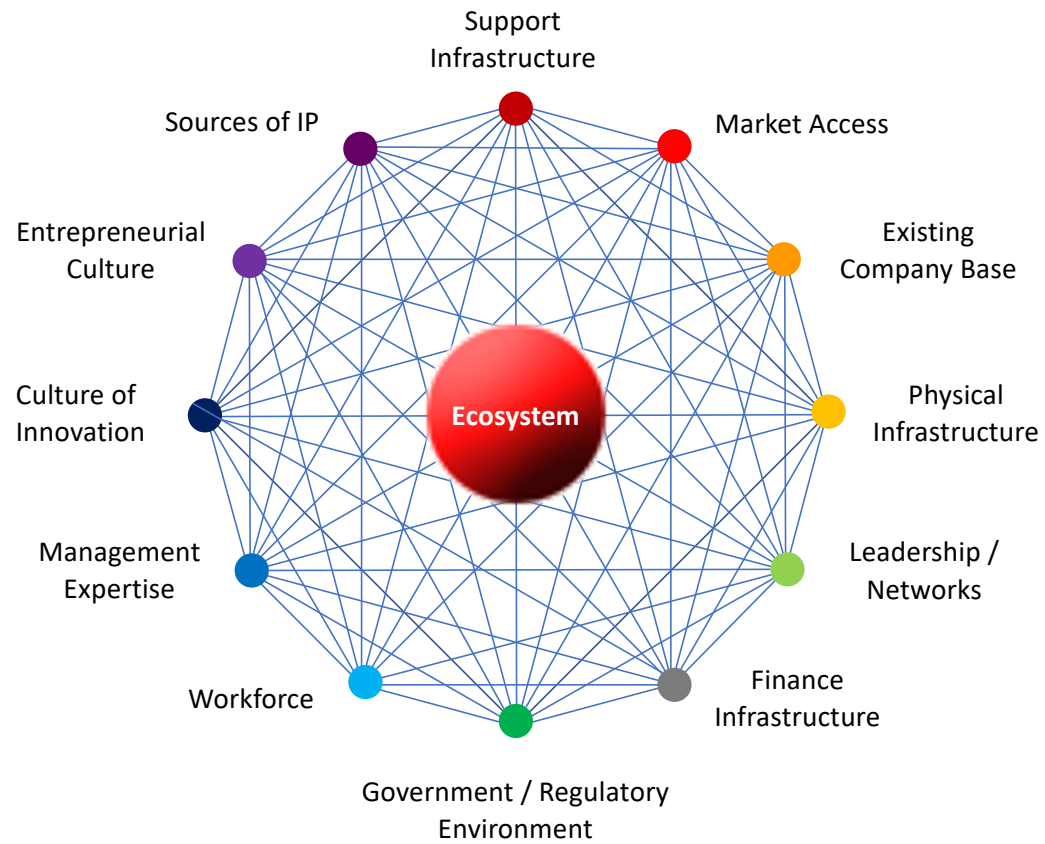 Support
Infrastructure
Sources of IP
Market Access
Entrepreneurial
Culture
Existing
Company Base
Culture of
Innovation
Ecosystem
Physical
Infrastructure
Management
Expertise
Leadership /
Networks
Workforce
Finance
Infrastructure
Government / Regulatory
Environment